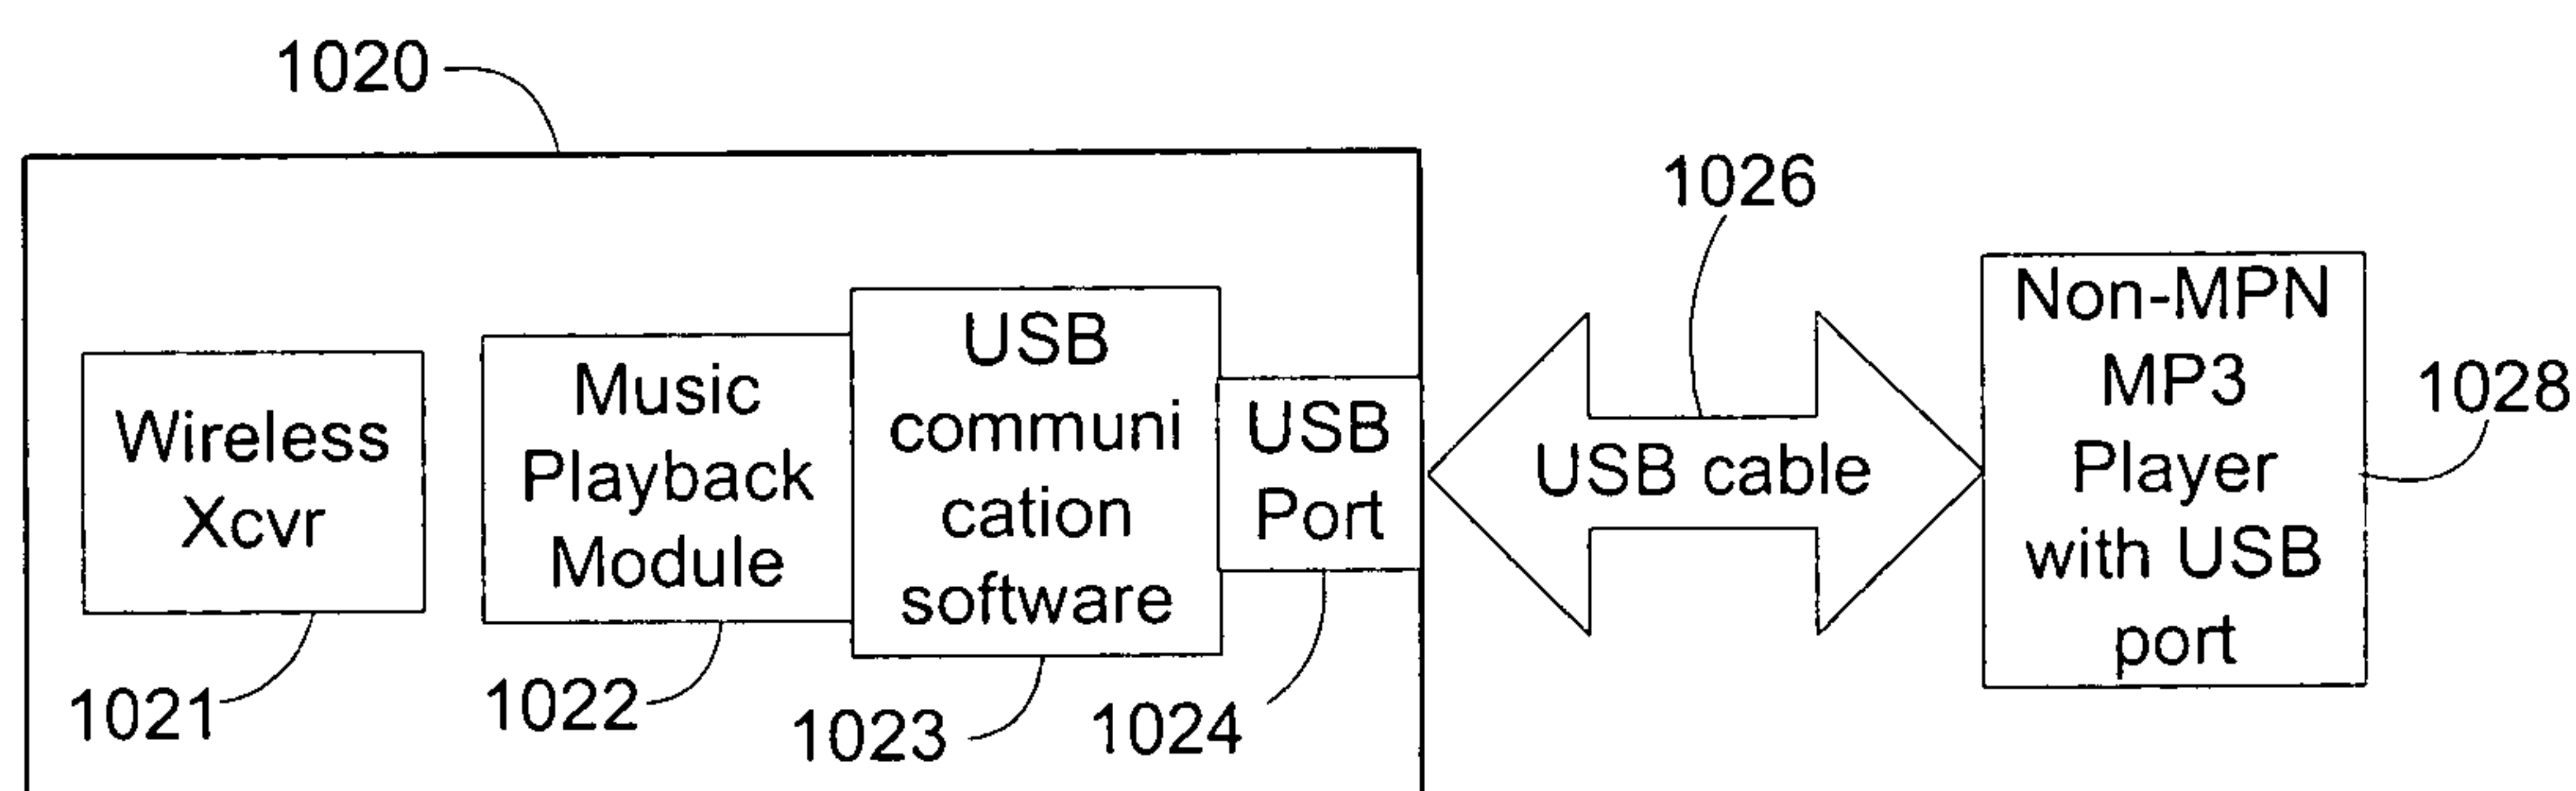 1020
1026
Non-MPN
MP3
Player
with USB
port
1028
Wireless
Xcvr
Music
Playback
Module
USB
communi
cation
software
USB
Port
USB cable
1021
1022
1023
1024